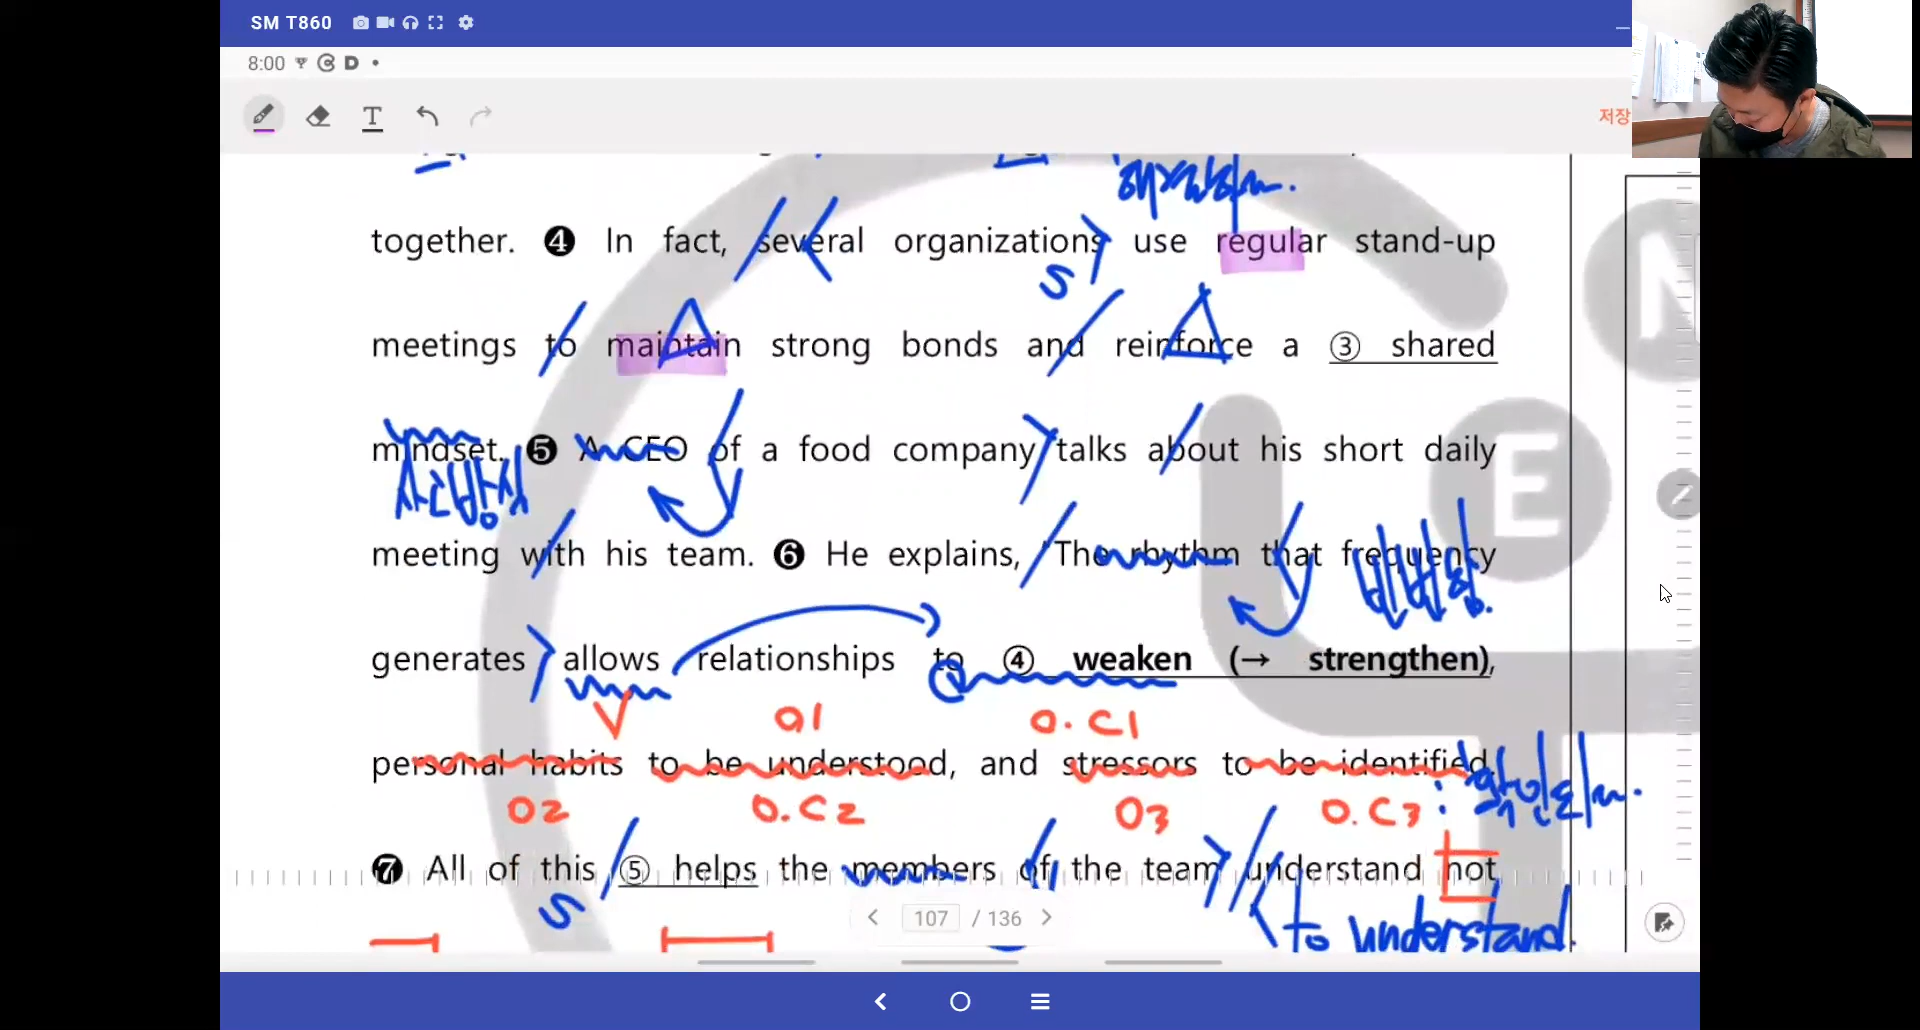 SM T860
8:00
T
저장
해결책이다.
together. ❹ In fact, several organizations use regular stand-up
S
meetings to maintain strong bonds and reinforce a ③ shared
mindset. ❺ A CEO of a food company talks about his short daily
사고방식
meeting with his team. ❻ He explains, “The rhythm that frequency
빈번함.
generates allows relationships to ④ weaken (→ strengthen),
V O1 O.C1
personal habits to be understood, and stressors to be identified.
O2 O.C2 O3 O.C3 :
❼ All of this ⑤ helps the members of the team understand not
S
to understand.
107 / 136
N
E